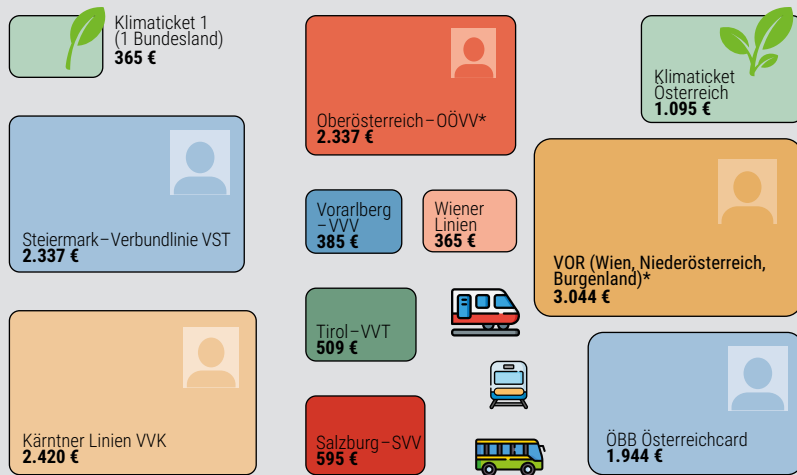 Klimaticket 1
(1 Bundesland)
365 €
Steiermark–Verbundlinie VST
2.337 €
Kärntner Linien VVK
2.420 €
Oberösterreich–OÖVV*
2.337 €
Vorarlberg
–VVV
385 €
Wiener
Linien
365 €
Tirol–VVT
509 €
Salzburg–SVV
595 €
Klimaticket
Österreich
1.095 €
VOR (Wien, Niederösterreich,
Burgenland)*
3.044 €
ÖBB Österreichcard
1.944 €